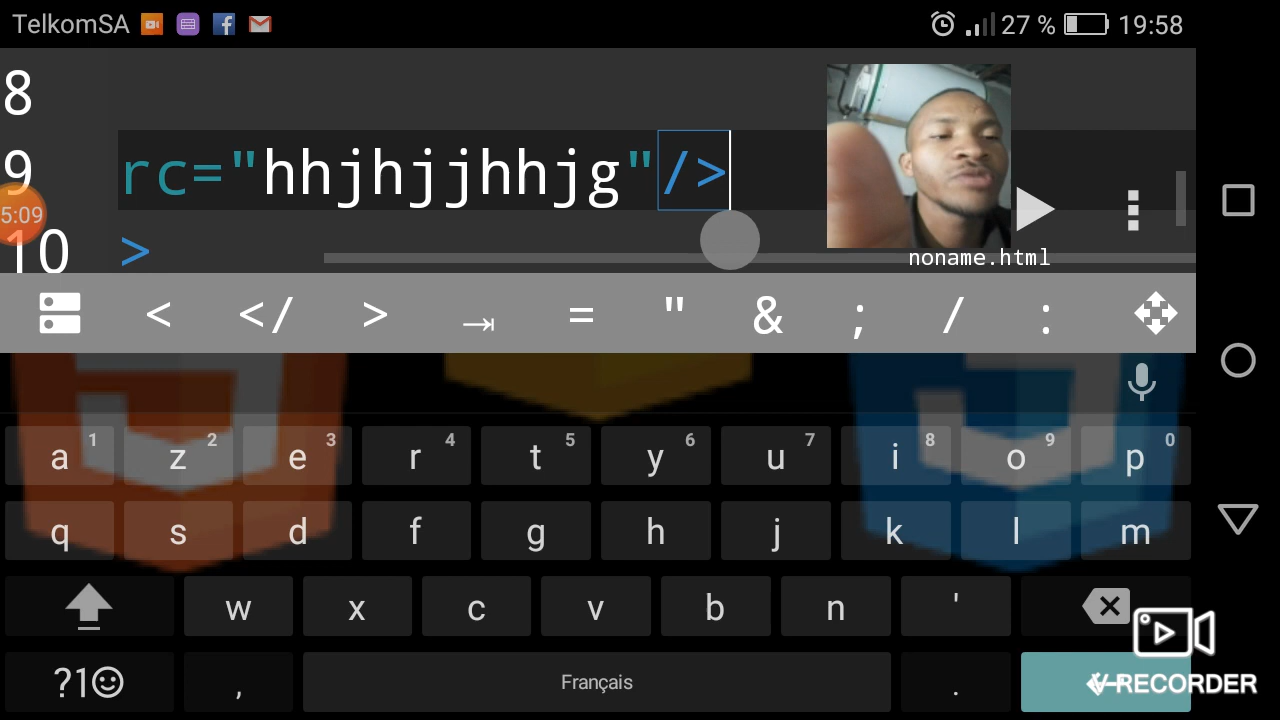 TelkomSA 27 % 19:58
8
9 rc="hhjhjjhhjg"/>
5:09
10 >
noname.html
< </ > ⇥ = " & ; / :
a 1 z 2 e 3 r 4 t 5 y 6 u 7 i 8 o 9 p 0
q s d f g h j k l m
w x c v b n '
?1☺ , Français .
V-RECORDER